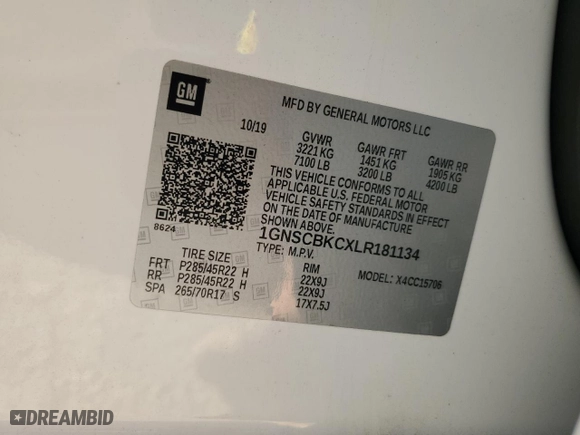 GM
MFD BY GENERAL MOTORS LLC
10/19
GVWR GAWR FRT GAWR RR
3221 KG 1451 KG 1905 KG
7100 LB 3200 LB 4200 LB
THIS VEHICLE CONFORMS TO ALL
APPLICABLE U.S. FEDERAL MOTOR
VEHICLE SAFETY STANDARDS IN EFFECT
ON THE DATE OF MANUFACTURE
SHOWN ABOVE.
M
8624
1GNSCBKCXLR181134
TYPE: M.P.V.
MODEL: X4CC15706
TIRE SIZE RIM
FRT P285/45R22 H 22X9J
RR P285/45R22 H 22X9J
SPA 265/70R17 S 17X7.5J
DREAMBID